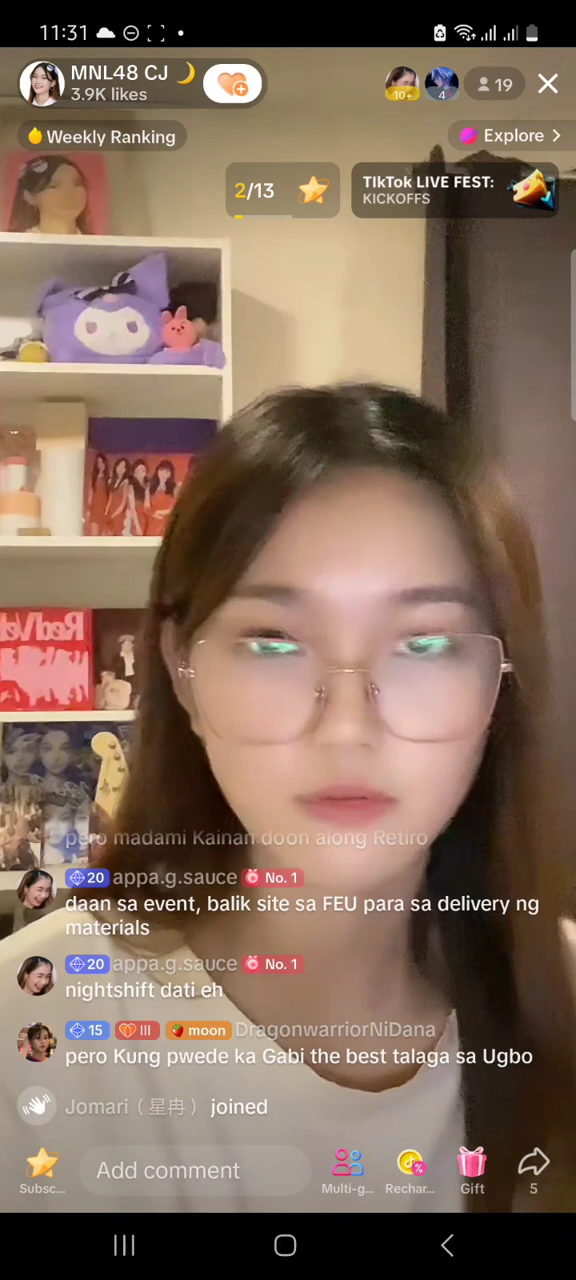 11:31
MNL48 CJ 🌙
3.9K likes
10+
4
19
Weekly Ranking
Explore >
2/13
TikTok LIVE FEST:
KICKOFFS
pero madami Kainan doon along Retiro
20 appa.g.sauce No. 1
daan sa event, balik site sa FEU para sa delivery ng
materials
20 appa.g.sauce No. 1
nightshift dati eh
15 III moon DragonwarriorNiDana
pero Kung pwede ka Gabi the best talaga sa Ugbo
Jomari（星冉） joined
Add comment
Subsc...
Multi-g...
Rechar...
Gift
5